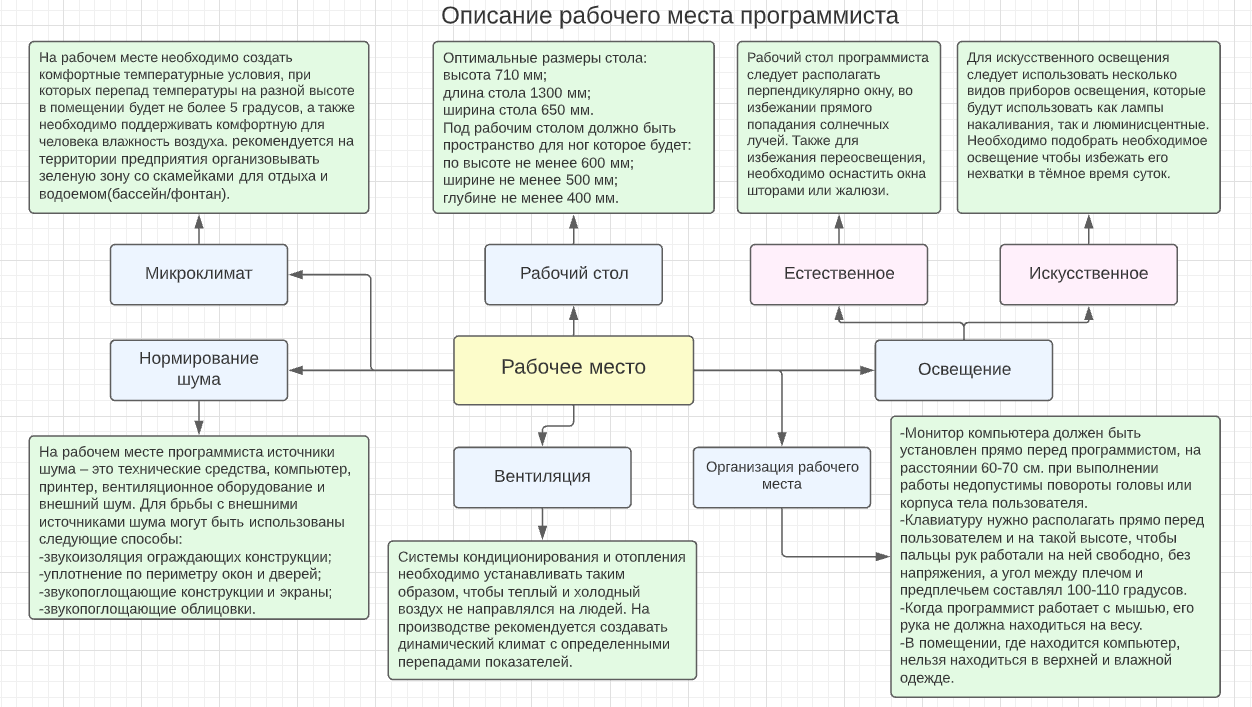 Описание рабочего места программиста
На рабочем месте необходимо создать
комфортные температурные условия, при
которых перепад температуры на разной высоте
в помещении будет не более 5 градусов, а также
необходимо поддерживать комфортную для
человека влажность воздуха. рекомендуется на
территории предприятия организовывать
зеленую зону со скамейками для отдыха и
водоемом(бассейн/фонтан).
Оптимальные размеры стола:
высота 710 мм;
длина стола 1300 мм;
ширина стола 650 мм.
Под рабочим столом должно быть
пространство для ног которое будет:
по высоте не менее 600 мм;
ширине не менее 500 мм;
глубине не менее 400 мм.
Рабочий стол программиста
следует располагать
перпендикулярно окну, во
избежании прямого
попадания солнечных
лучей. Также для
избежания переосвещения,
необходимо оснастить окна
шторами или жалюзи.
Для искусственного освещения
следует использовать несколько
видов приборов освещения, которые
будут использовать как лампы
накаливания, так и люминисцентные.
Необходимо подобрать необходимое
освещение чтобы избежать его
нехватки в тёмное время суток.
Микроклимат
Рабочий стол
Естественное
Искусственное
Нормирование
шума
Рабочее место
Освещение
На рабочем месте программиста источники
шума – это технические средства, компьютер,
принтер, вентиляционное оборудование и
внешний шум. Для брьбы с внешними
источниками шума могут быть использованы
следующие способы:
-звукоизоляция ограждающих конструкции;
-уплотнение по периметру окон и дверей;
-звукопоглощающие конструкции и экраны;
-звукопоглощающие облицовки.
Вентиляция
Организация рабочего
места
Системы кондиционирования и отопления
необходимо устанавливать таким
образом, чтобы теплый и холодный
воздух не направлялся на людей. На
производстве рекомендуется создавать
динамический климат с определенными
перепадами показателей.
-Монитор компьютера должен быть
установлен прямо перед программистом, на
расстоянии 60-70 см. при выполнении
работы недопустимы повороты головы или
корпуса тела пользователя.
-Клавиатуру нужно располагать прямо перед
пользователем и на такой высоте, чтобы
пальцы рук работали на ней свободно, без
напряжения, а угол между плечом и
предплечьем составлял 100-110 градусов.
-Когда программист работает с мышью, его
рука не должна находиться на весу.
-В помещении, где находится компьютер,
нельзя находиться в верхней и влажной
одежде.